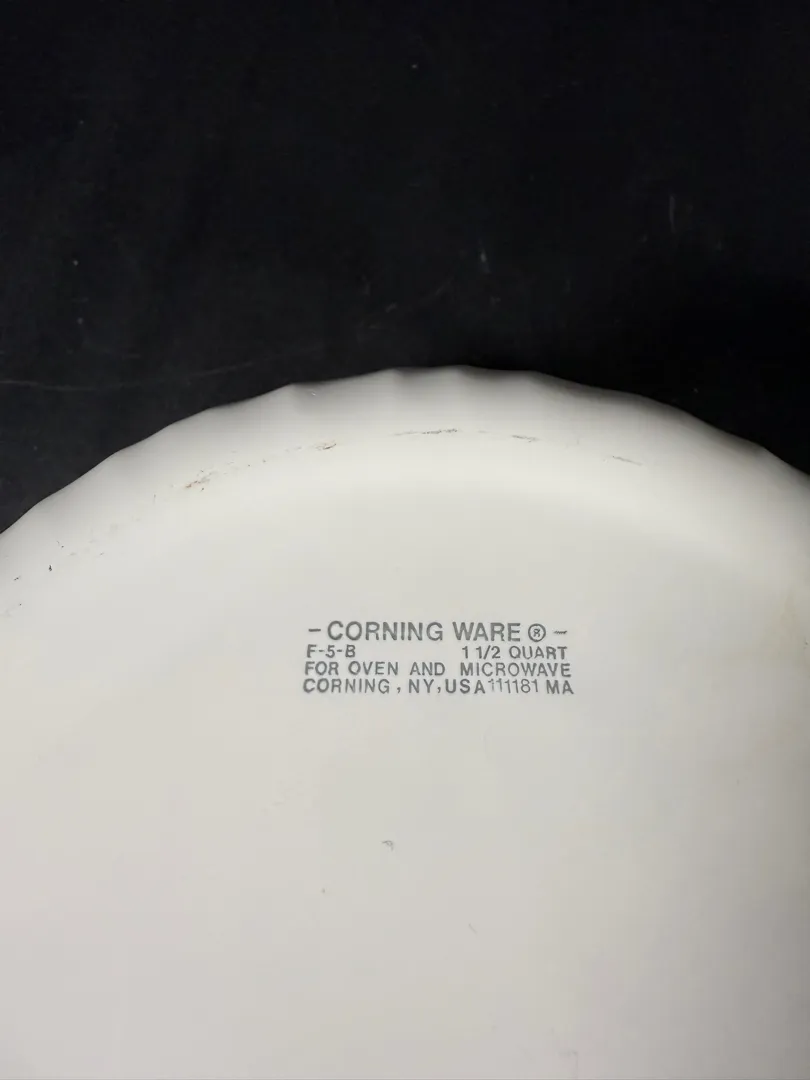 - CORNING WARE ® -
F-5-B 1 1/2 QUART
FOR OVEN AND MICROWAVE
CORNING, NY, USA 111181 MA